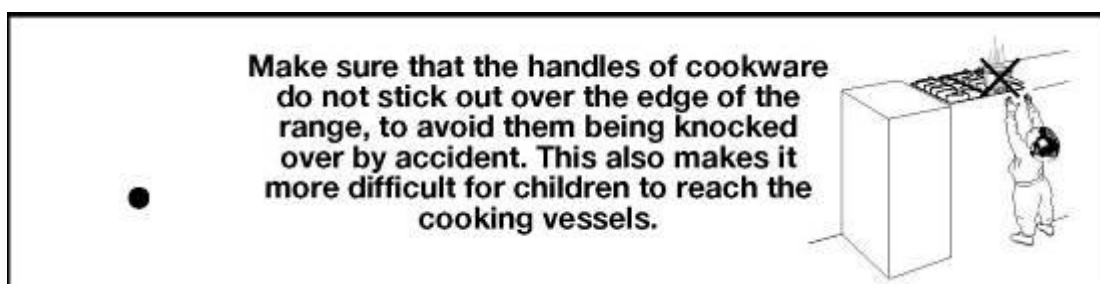 Make sure that the handles of cookware
do not stick out over the edge of the
range, to avoid them being knocked
over by accident. This also makes it
more difficult for children to reach the
cooking vessels.